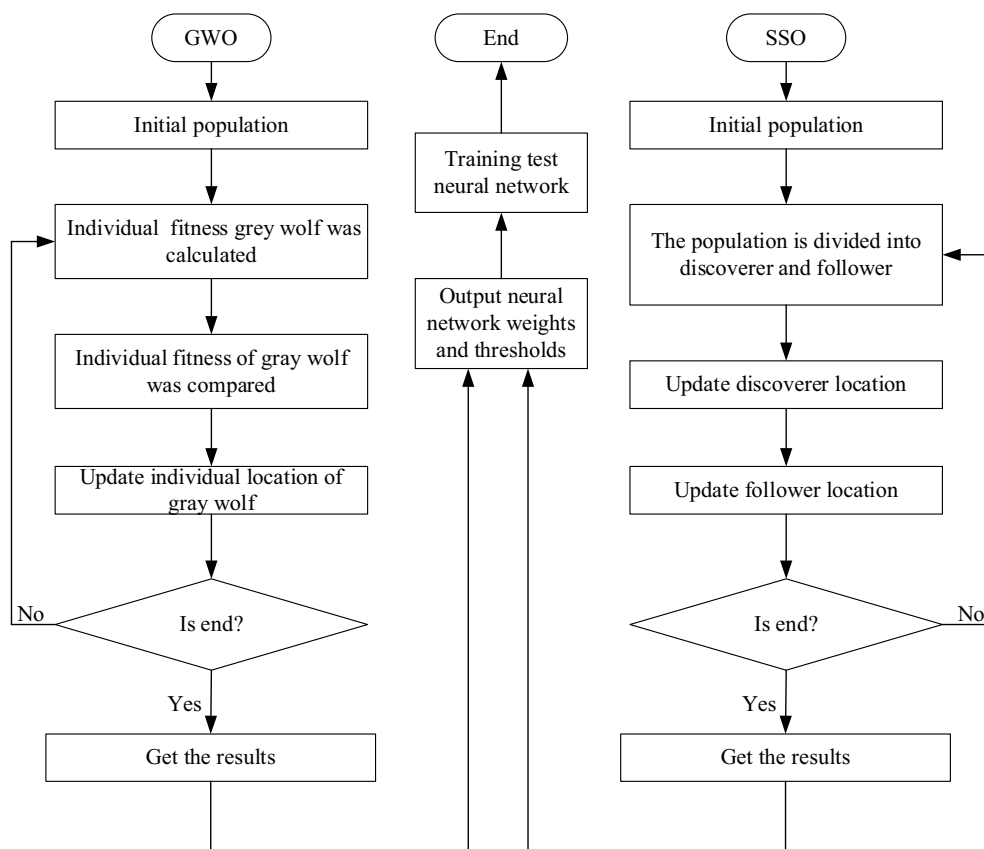 GWO
Initial population
Individual fitness grey wolf was
calculated
Individual fitness of gray wolf
was compared
Update individual location of
gray wolf
Is end?
No
Yes
Get the results
End
Training test
neural network
Output neural
network weights
and thresholds
SSO
Initial population
The population is divided into
discoverer and follower
Update discoverer location
Update follower location
Is end?
No
Yes
Get the results